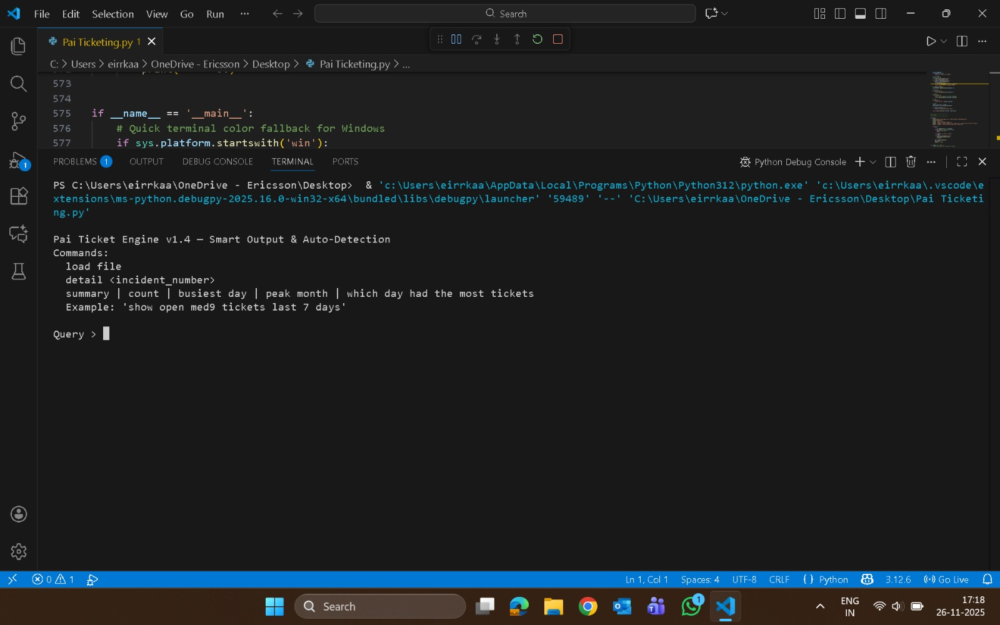 File Edit Selection View Go Run ···
Search
Pai Ticketing.py 1
C: > Users > eirrkaa > OneDrive - Ericsson > Desktop > Pai Ticketing.py > ...
573
574
575 if __name__ == '__main__':
576 # Quick terminal color fallback for Windows
577 if sys.platform.startswith('win'):
PROBLEMS 1 OUTPUT DEBUG CONSOLE TERMINAL PORTS
Python Debug Console
PS C:\Users\eirrkaa\OneDrive - Ericsson\Desktop> & 'c:\Users\eirrkaa\AppData\Local\Programs\Python\Python312\python.exe' 'c:\Users\eirrkaa\.vscode\e
xtensions\ms-python.debugpy-2025.16.0-win32-x64\bundled\libs\debugpy\launcher' '59489' '--' 'C:\Users\eirrkaa\OneDrive - Ericsson\Desktop\Pai Ticketi
ng.py'
Pai Ticket Engine v1.4 — Smart Output & Auto-Detection
Commands:
load file
detail <incident_number>
summary | count | busiest day | peak month | which day had the most tickets
Example: 'show open med9 tickets last 7 days'
Query >
1
0 1
Ln 1, Col 1 Spaces: 4 UTF-8 CRLF { } Python 3.12.6 Go Live
Search
1
ENG
IN
17:18
26-11-2025